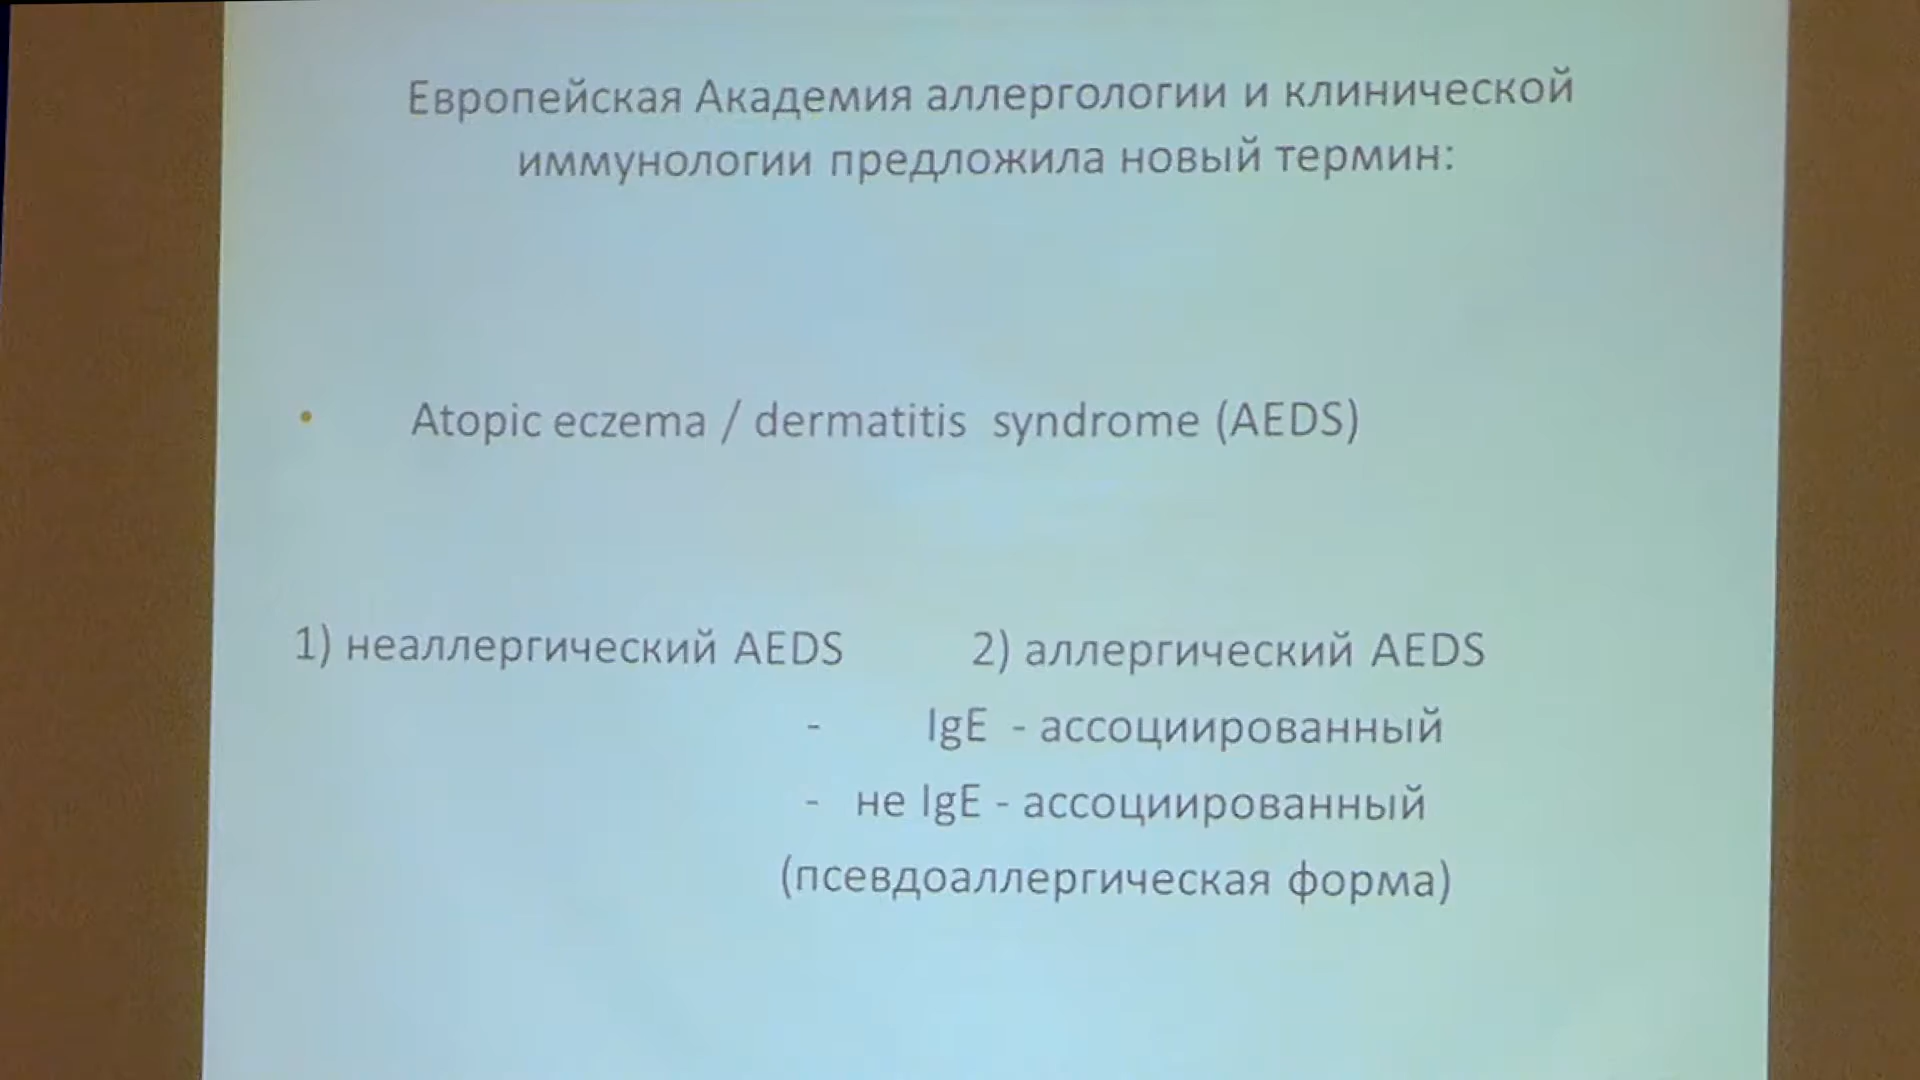 Европейская Академия аллергологии и клинической
иммунологии предложила новый термин:
• Atopic eczema / dermatitis syndrome (AEDS)
1) неаллергический AEDS 2) аллергический AEDS
- IgE - ассоциированный
- не IgE - ассоциированный
(псевдоаллергическая форма)